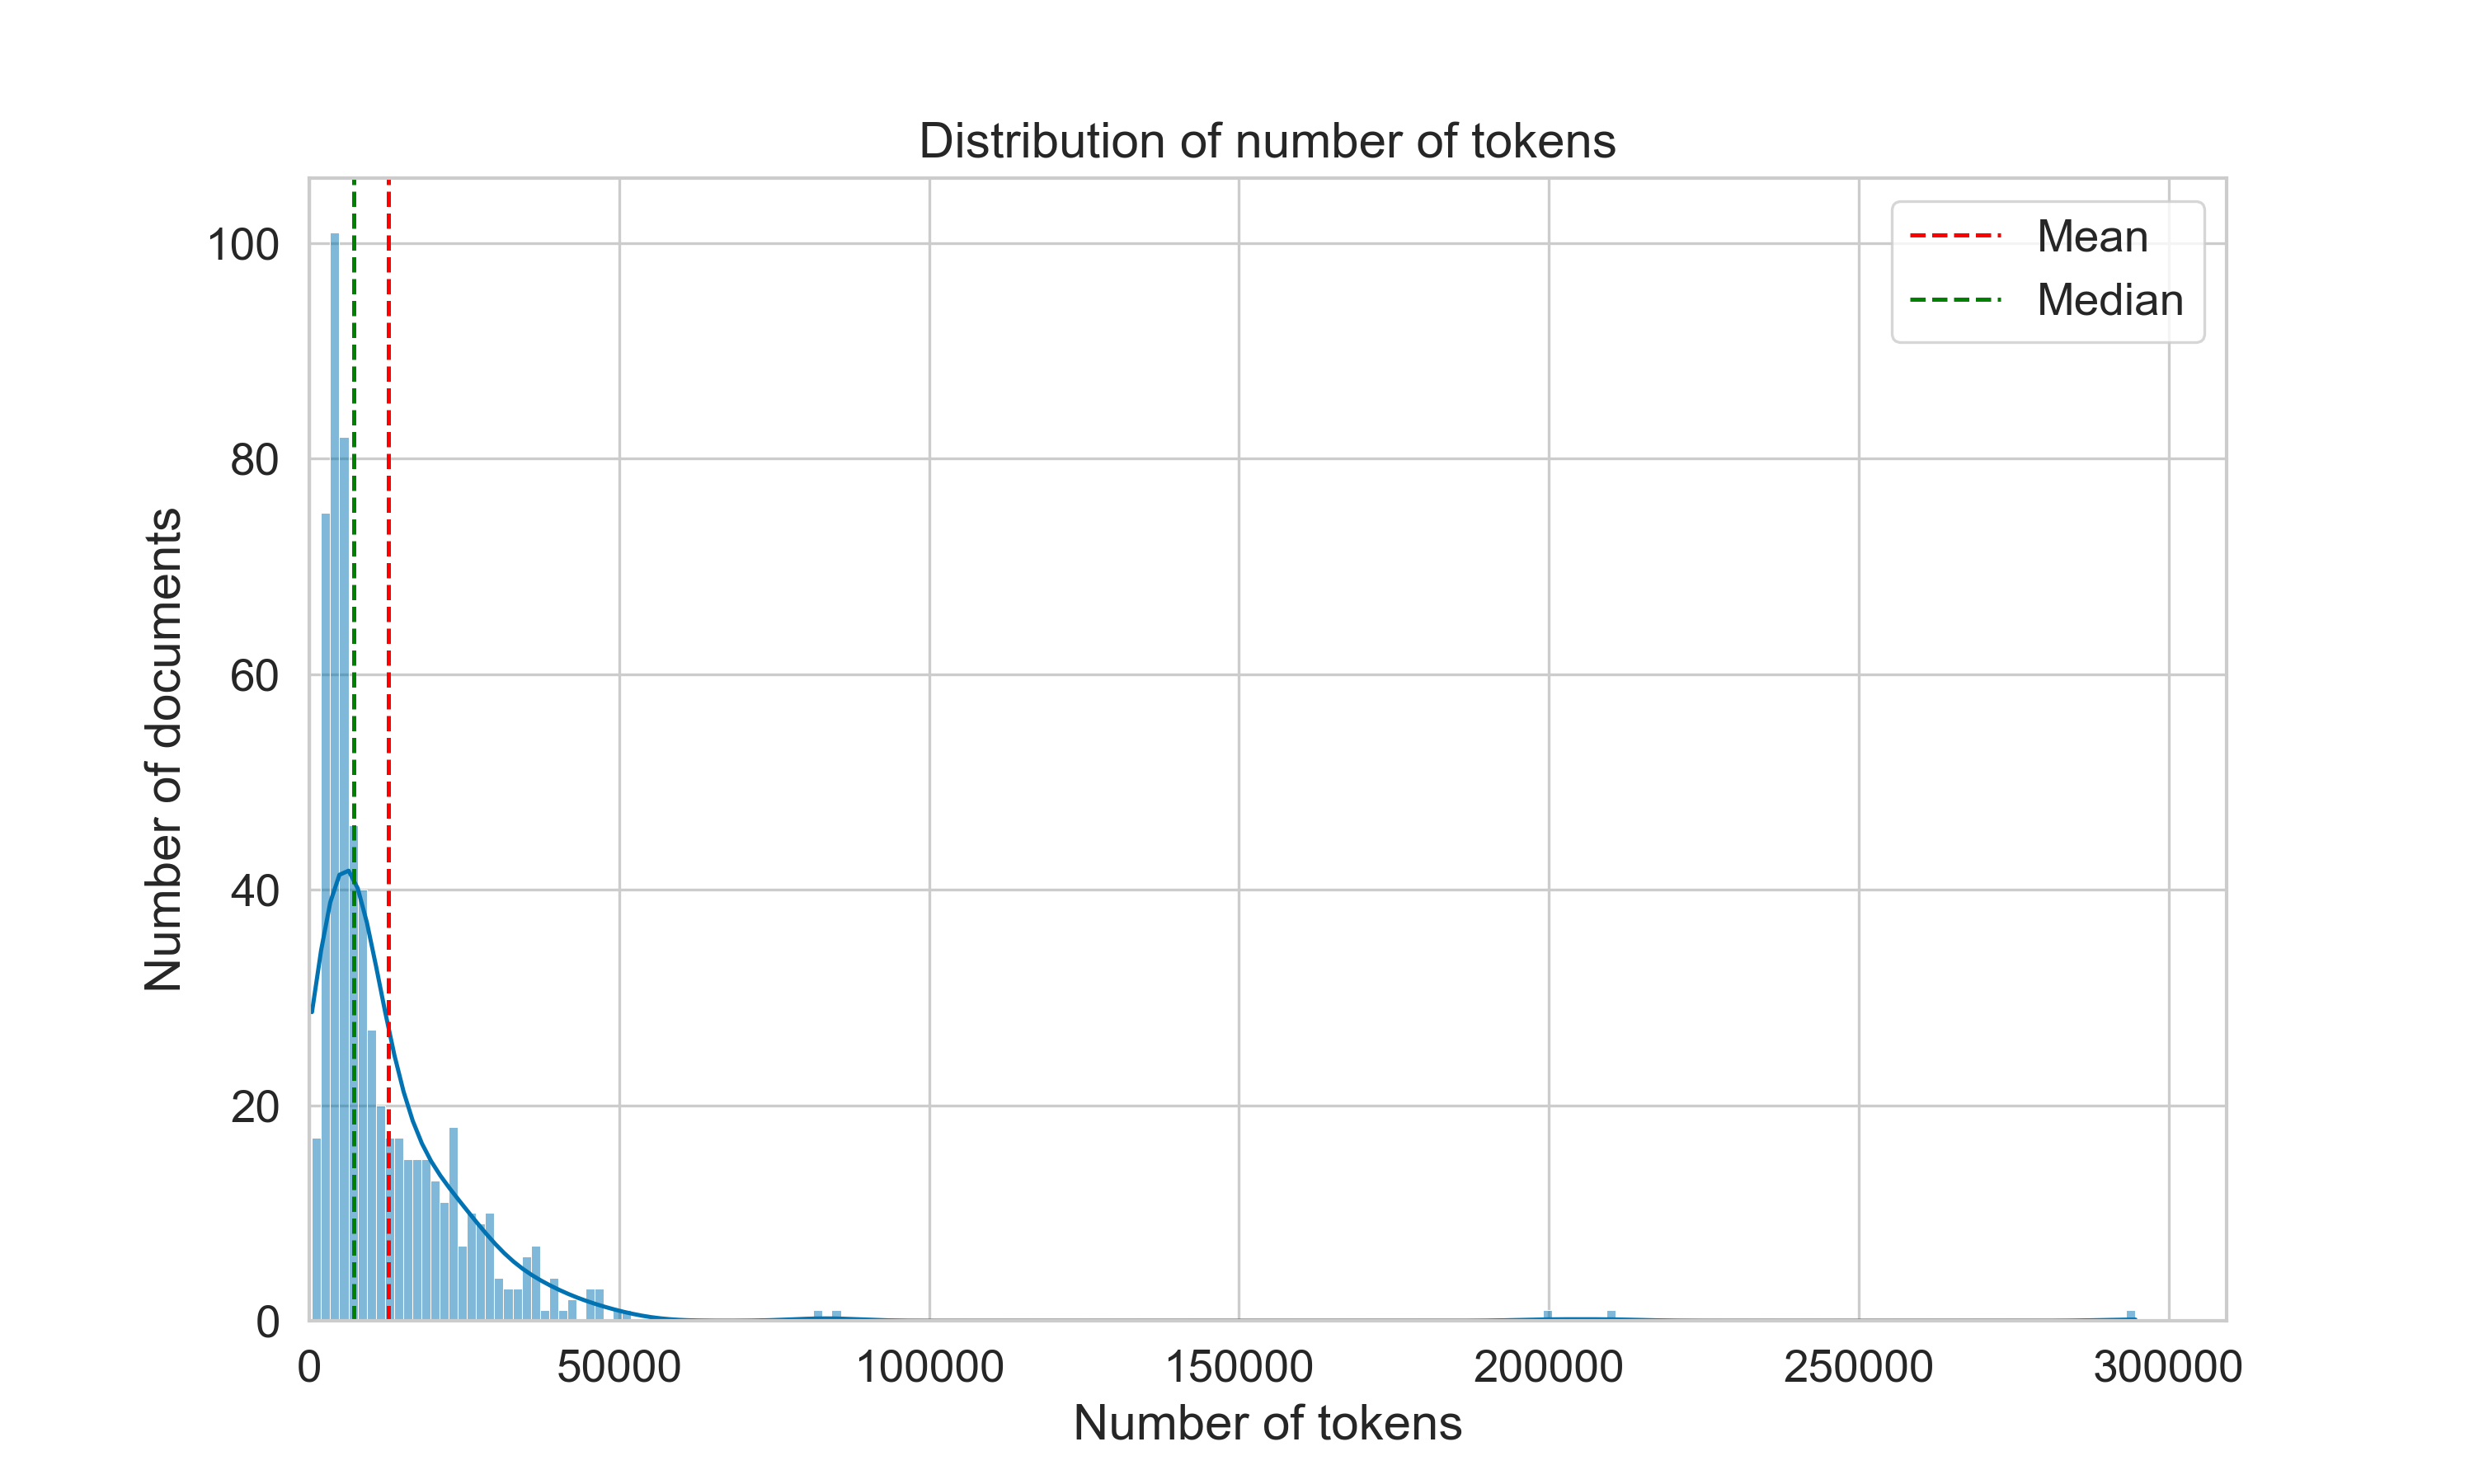 Distribution of number of tokens
Mean
Median
100
80
60
40
20
0
Number of documents
0 50000 100000 150000 200000 250000 300000
Number of tokens